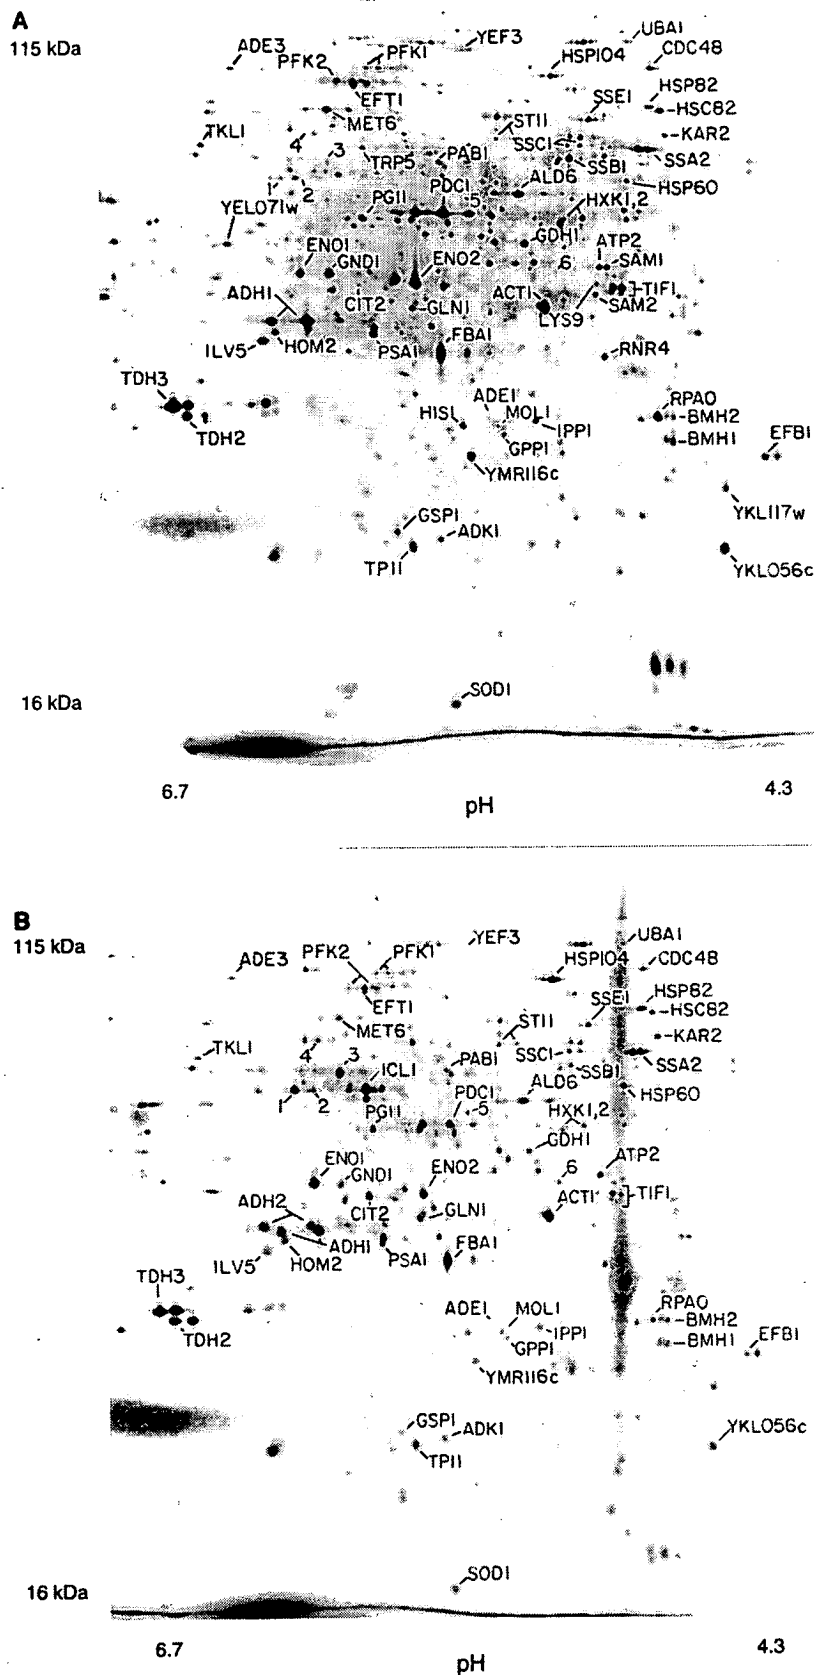 A
115 kDa
ADE3
PFK2
PFK1
YEF3
UBA1
CDC48
HSP104
HSP82
HSC82
EFT1
SSE1
MET6
STI1
KAR2
TKL1
4
3
TRP5
PAB1
SSC1
SSB1
SSA2
ALD6
HSP60
1
2
PGI1
PDC1
5
HXK1,2
YEL071w
GDH1
ATP2
ENO1
GND1
ENO2
6
SAM1
ADH1
CIT2
GLN1
ACT1
TIF1
LYS9
SAM2
ILV5
HOM2
PSA1
FBA1
RNR4
TDH3
ADE1
RPA0
HIS1
MOL1
IPP1
BMH2
TDH2
GPP1
BMH1
EFB1
YMR116c
YKL117w
GSP1
ADK1
TPI1
YKL056c
SOD1
16 kDa
6.7
pH
4.3
B
115 kDa
ADE3
PFK2
PFK1
YEF3
UBA1
CDC48
HSP104
HSP82
HSC82
EFT1
SSE1
MET6
STI1
KAR2
TKL1
4
3
ICL1
PAB1
SSC1
SSB1
SSA2
ALD6
HSP60
1
2
PGI1
PDC1
5
HXK1,2
GDH1
ENO1
GND1
ENO2
6
ATP2
ADH2
CIT2
GLN1
ACT1
TIF1
ADH1
ILV5
HOM2
PSA1
FBA1
TDH3
ADE1
MOL1
RPA0
IPP1
BMH2
TDH2
GPP1
BMH1
EFB1
YMR116c
GSP1
ADK1
YKL056c
TPI1
SOD1
16 kDa
6.7
pH
4.3